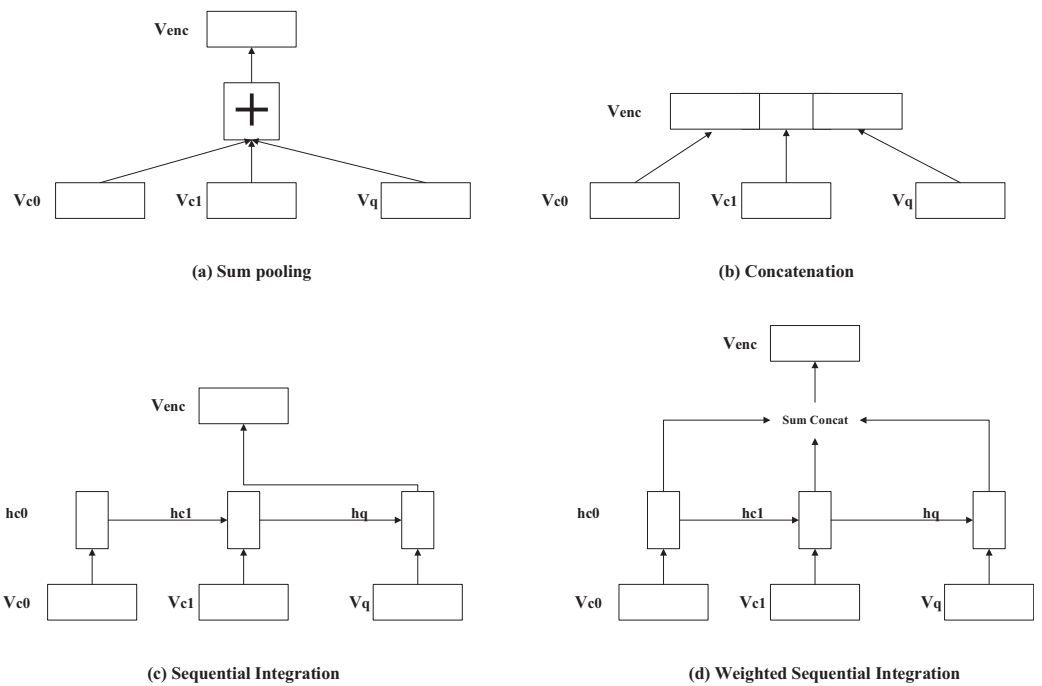 Venc
+
Vc0
Vc1
Vq
(a) Sum pooling
Venc
Vc0
Vc1
Vq
(b) Concatenation
Venc
hc0
hc1
hq
Vc0
Vc1
Vq
(c) Sequential Integration
Venc
Sum Concat
hc0
hc1
hq
Vc0
Vc1
Vq
(d) Weighted Sequential Integration